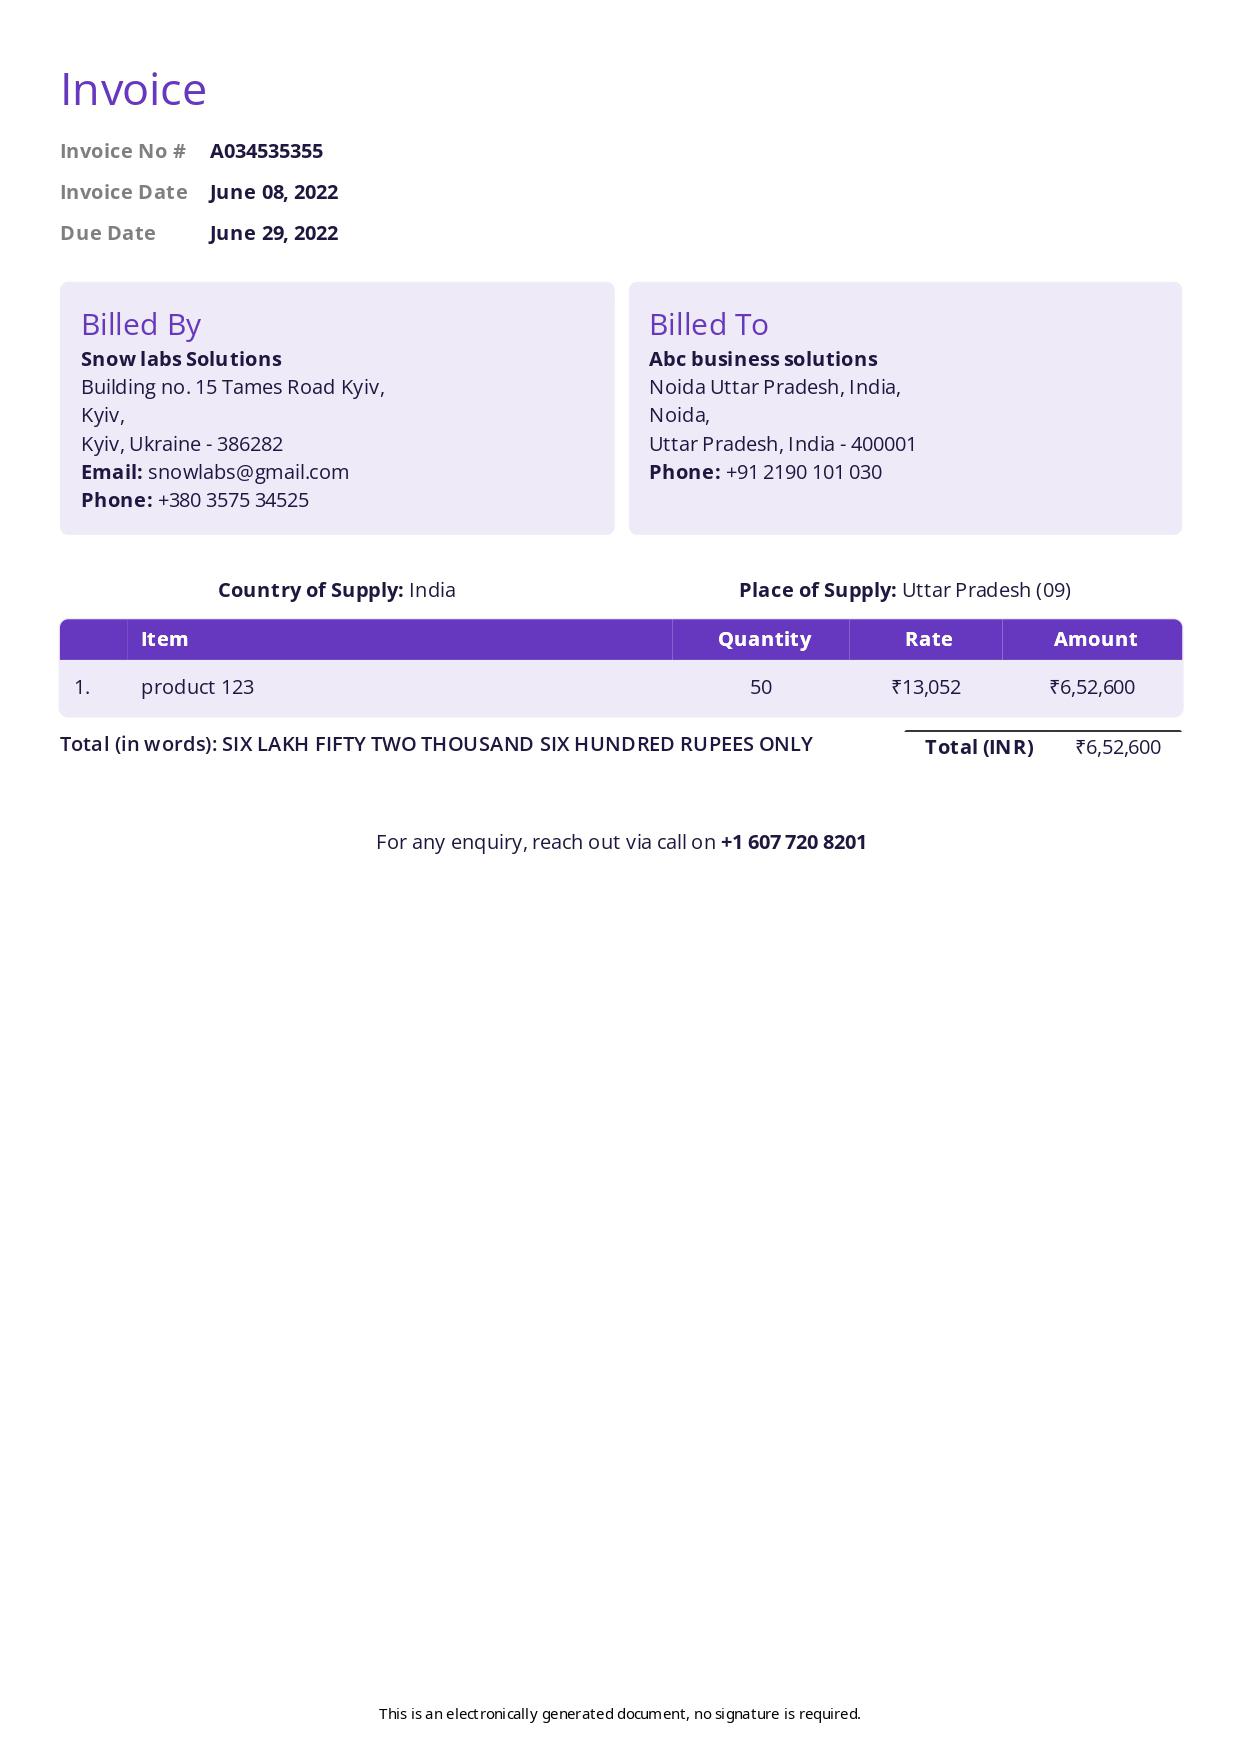 Invoice
Invoice No # A034535355
Invoice Date June 08, 2022
Due Date June 29, 2022
Billed By
Snow labs Solutions
Building no. 15 Tames Road Kyiv,
Kyiv,
Kyiv, Ukraine - 386282
Email: snowlabs@gmail.com
Phone: +380 3575 34525
Billed To
Abc business solutions
Noida Uttar Pradesh, India,
Noida,
Uttar Pradesh, India - 400001
Phone: +91 2190 101 030
Country of Supply: India Place of Supply: Uttar Pradesh (09)
Item Quantity Rate Amount
1. product 123 50 ₹13,052 ₹6,52,600
Total (in words): SIX LAKH FIFTY TWO THOUSAND SIX HUNDRED RUPEES ONLY Total (INR) ₹6,52,600
For any enquiry, reach out via call on +1 607 720 8201
This is an electronically generated document, no signature is required.